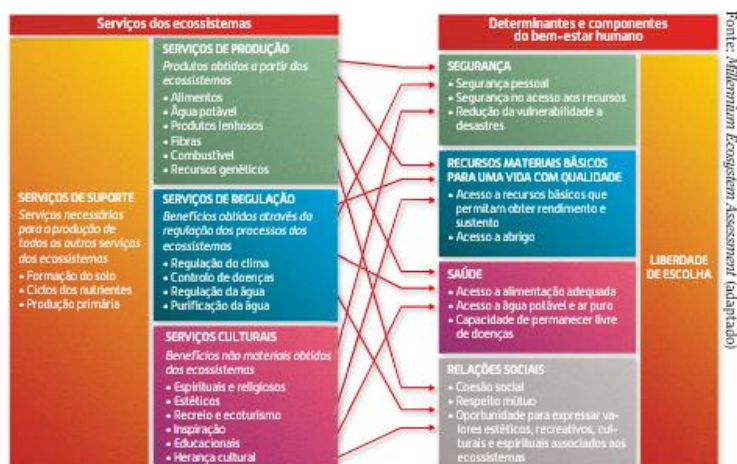 Serviços dos ecossistemas
SERVIÇOS DE SUPORTE
Serviços necessários
para a produção de
todos os outros serviços
dos ecossistemas
• Formação do solo
• Ciclos dos nutrientes
• Produção primária
SERVIÇOS DE PRODUÇÃO
Produtos obtidos a partir dos
ecossistemas
• Alimentos
• Água potável
• Produtos lenhosos
• Fibras
• Combustível
• Recursos genéticos
SERVIÇOS DE REGULAÇÃO
Benefícios obtidos através da
regulação dos processos dos
ecossistemas
• Regulação do clima
• Controlo de doenças
• Regulação da água
• Purificação da água
SERVIÇOS CULTURAIS
Benefícios não materiais obtidos
dos ecossistemas
• Espirituais e religiosos
• Estéticos
• Recreio e ecoturismo
• Inspiração
• Educacionais
• Herança cultural
Determinantes e componentes
do bem-estar humano
SEGURANÇA
• Segurança pessoal
• Segurança no acesso aos recursos
• Redução da vulnerabilidade a
desastres
RECURSOS MATERIAIS BÁSICOS
PARA UMA VIDA COM QUALIDADE
• Acesso a recursos básicos que
permitam obter rendimento e
sustento
• Acesso a abrigo
SAÚDE
• Acesso a alimentação adequada
• Acesso a água potável e ar puro
• Capacidade de permanecer livre
de doenças
RELAÇÕES SOCIAIS
• Coesão social
• Respeito mútuo
• Oportunidade para expressar va-
lores estéticos, recreativos, cul-
turais e espirituais associados aos
ecossistemas
LIBERDADE
DE ESCOLHA
Fonte: Millennium Ecosystem Assessment (adaptado)